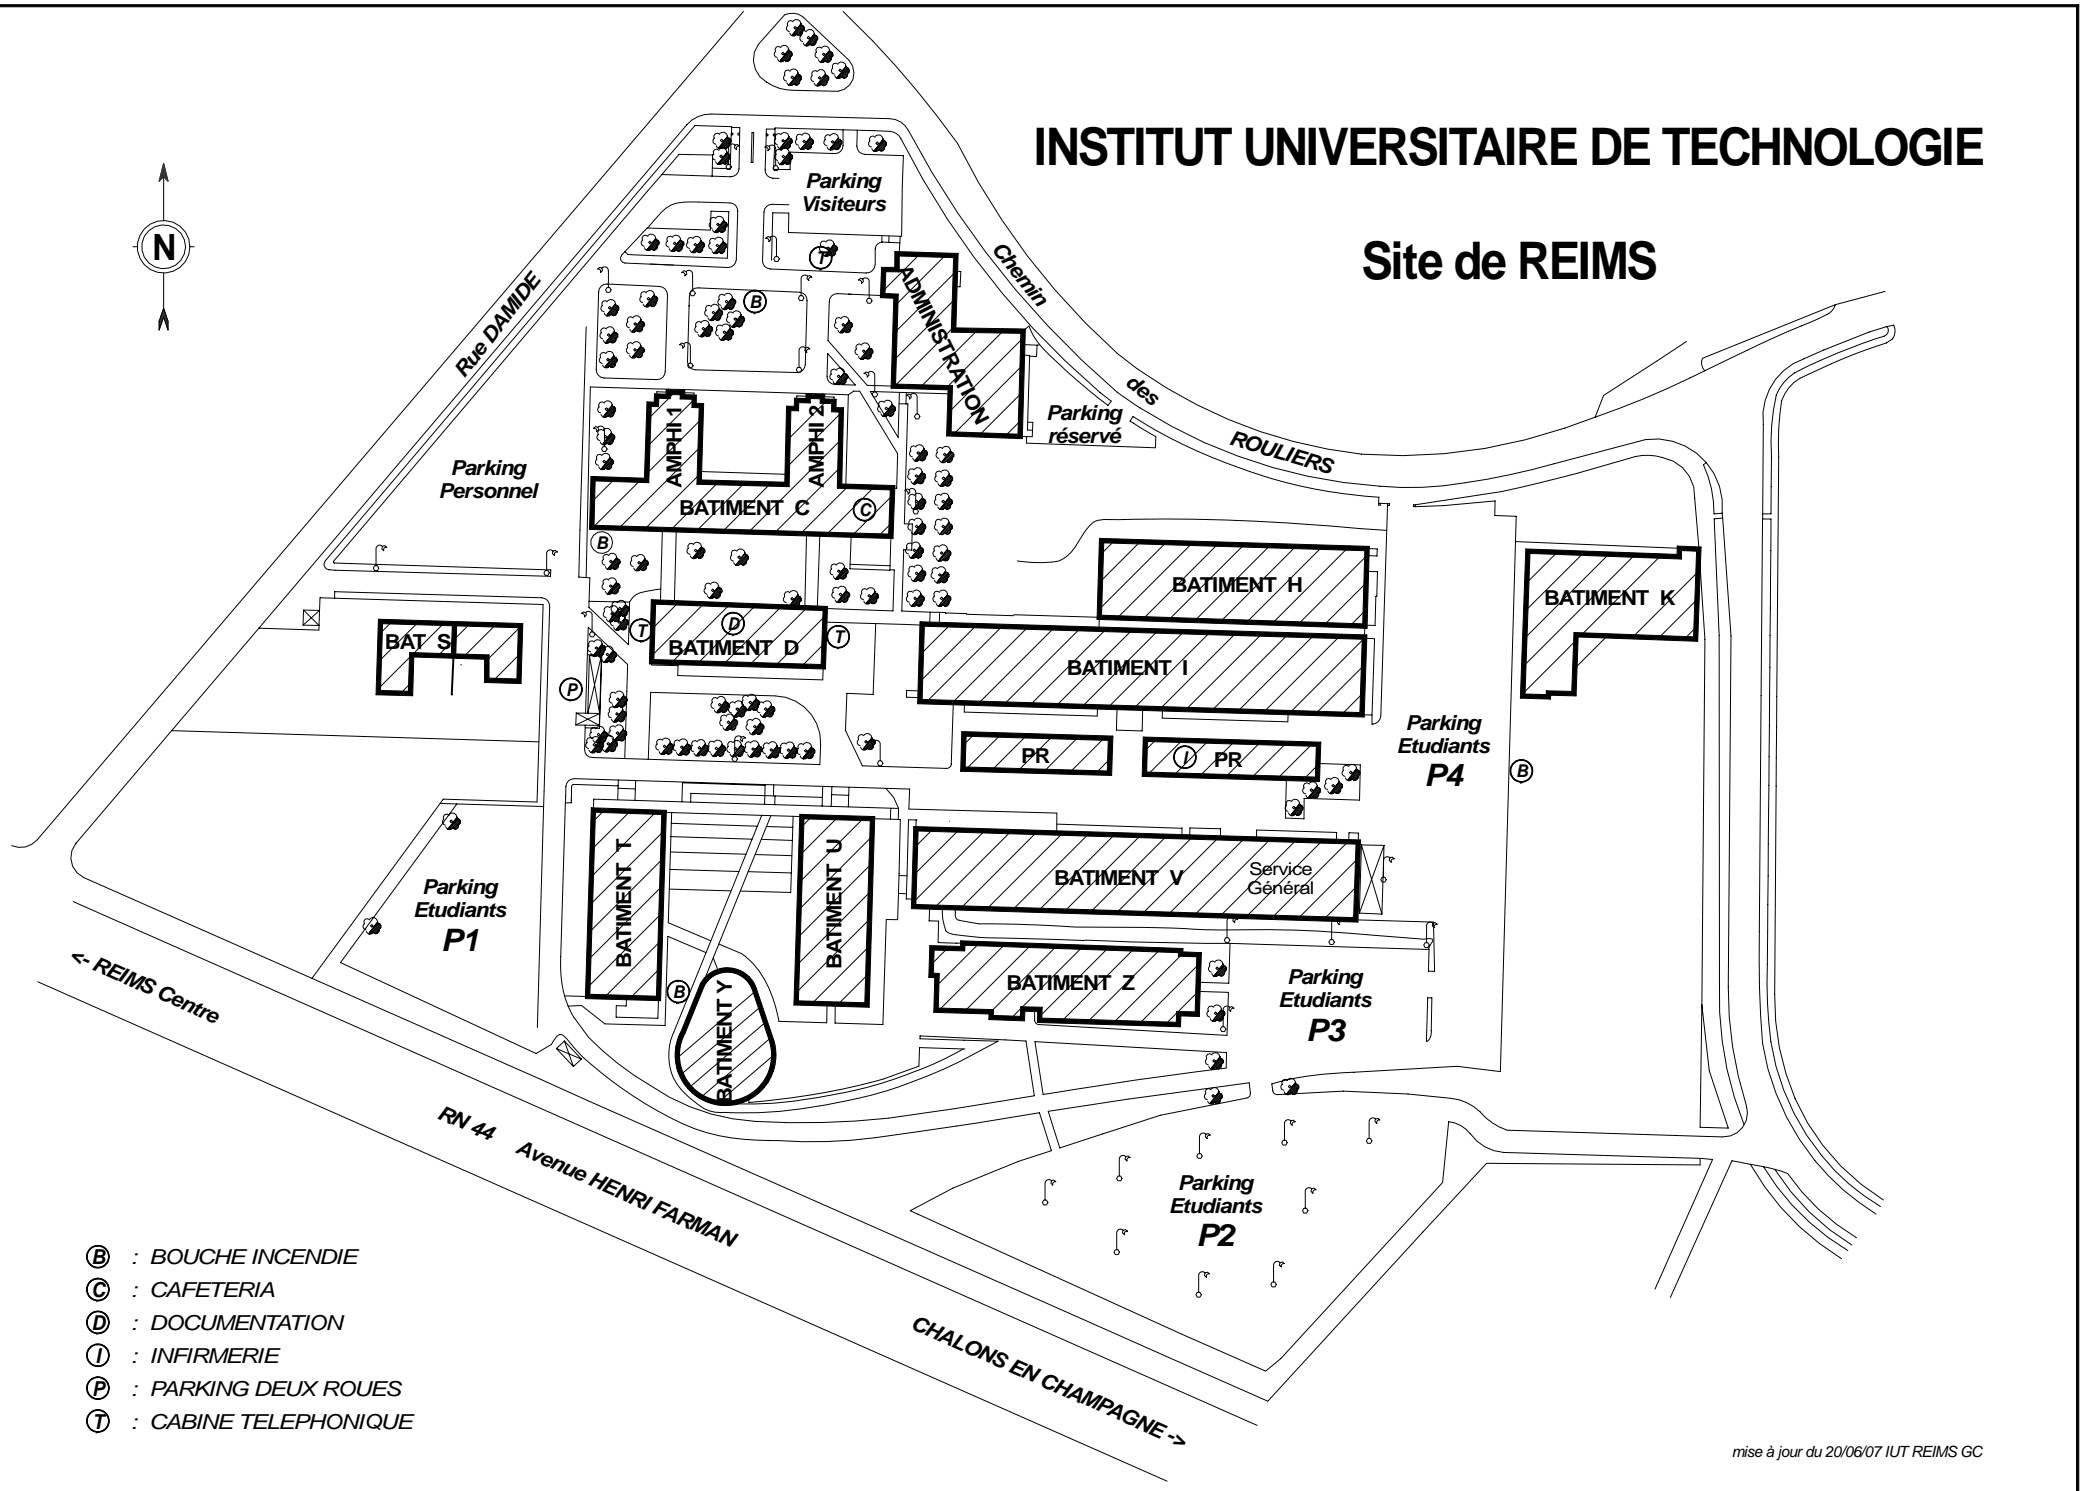 INSTITUT UNIVERSITAIRE DE TECHNOLOGIE
Site de REIMS
N
Parking
Visiteurs
T
Chemin
des
ROULIERS
Rue DAMIDE
B
ADMINISTRATION
Parking
réservé
AMPHI 1
AMPHI 2
Parking
Personnel
BATIMENT C
C
B
BATIMENT H
BATIMENT K
BAT S
T
D
T
BATIMENT D
BATIMENT I
P
Parking
Etudiants
P4
B
PR
I
PR
BATIMENT T
BATIMENT U
BATIMENT V
Service
Général
Parking
Etudiants
P1
B
BATIMENT Y
BATIMENT Z
Parking
Etudiants
P3
<- REIMS Centre
RN 44 Avenue HENRI FARMAN
Parking
Etudiants
P2
CHALONS EN CHAMPAGNE ->
B : BOUCHE INCENDIE
C : CAFETERIA
D : DOCUMENTATION
I : INFIRMERIE
P : PARKING DEUX ROUES
T : CABINE TELEPHONIQUE
mise à jour du 20/06/07 IUT REIMS GC